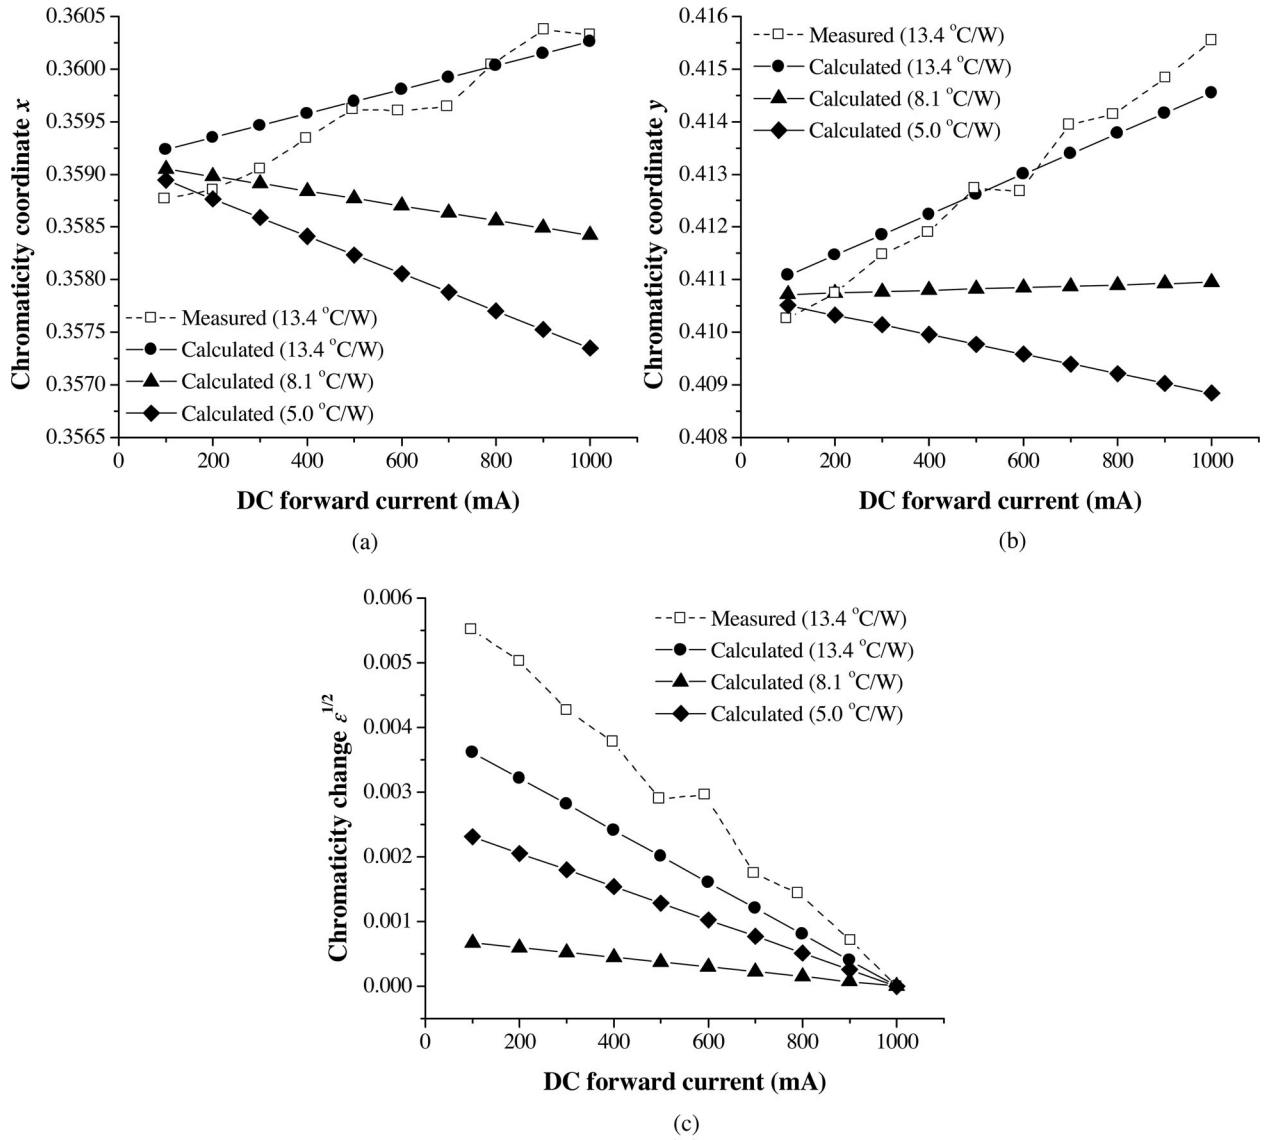 0.3605
0.3600
0.3595
0.3590
0.3585
0.3580
0.3575
0.3570
0.3565
Chromaticity coordinate x
Measured (13.4 °C/W)
Calculated (13.4 °C/W)
Calculated (8.1 °C/W)
Calculated (5.0 °C/W)
0 200 400 600 800 1000
DC forward current (mA)
(a)
0.416
0.415
0.414
0.413
0.412
0.411
0.410
0.409
0.408
Chromaticity coordinate y
Measured (13.4 °C/W)
Calculated (13.4 °C/W)
Calculated (8.1 °C/W)
Calculated (5.0 °C/W)
0 200 400 600 800 1000
DC forward current (mA)
(b)
0.006
0.005
0.004
0.003
0.002
0.001
0.000
Chromaticity change ε^1/2
Measured (13.4 °C/W)
Calculated (13.4 °C/W)
Calculated (8.1 °C/W)
Calculated (5.0 °C/W)
0 200 400 600 800 1000
DC forward current (mA)
(c)